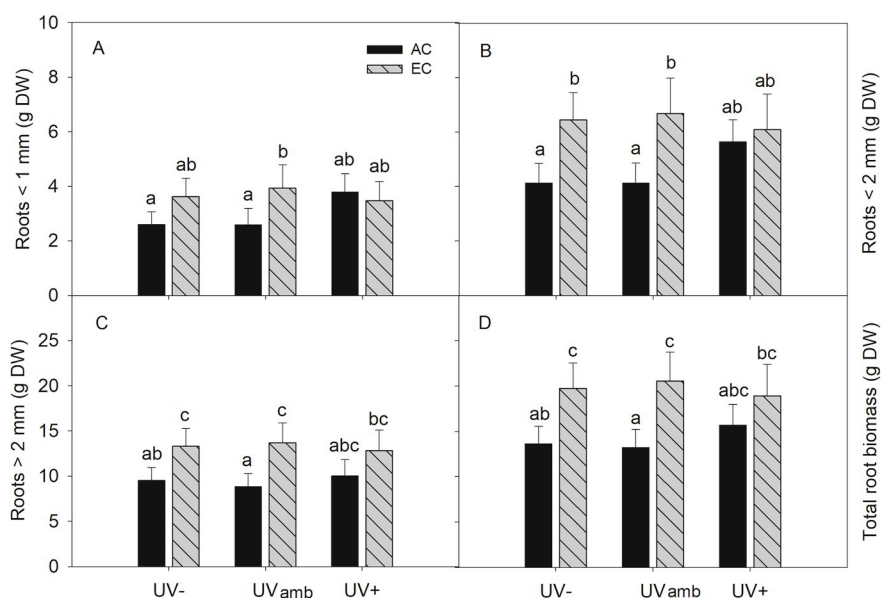 A
AC
EC
10
8
6
4
2
0
Roots < 1 mm (g DW)
a
ab
a
b
ab
ab
B
Roots < 2 mm (g DW)
a
b
a
b
ab
ab
C
25
20
15
10
5
0
Roots > 2 mm (g DW)
ab
c
a
c
abc
bc
D
Total root biomass (g DW)
ab
c
a
c
abc
bc
UV- UVamb UV+
UV- UVamb UV+